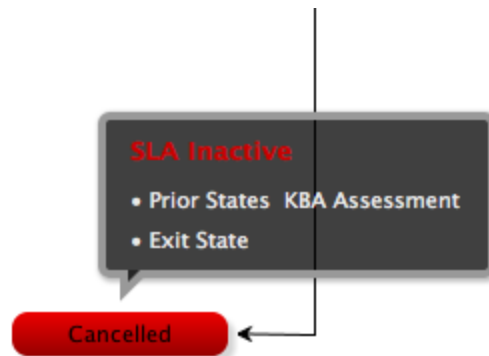 SLA Inactive
• Prior States  KBA Assessment
• Exit State
Cancelled